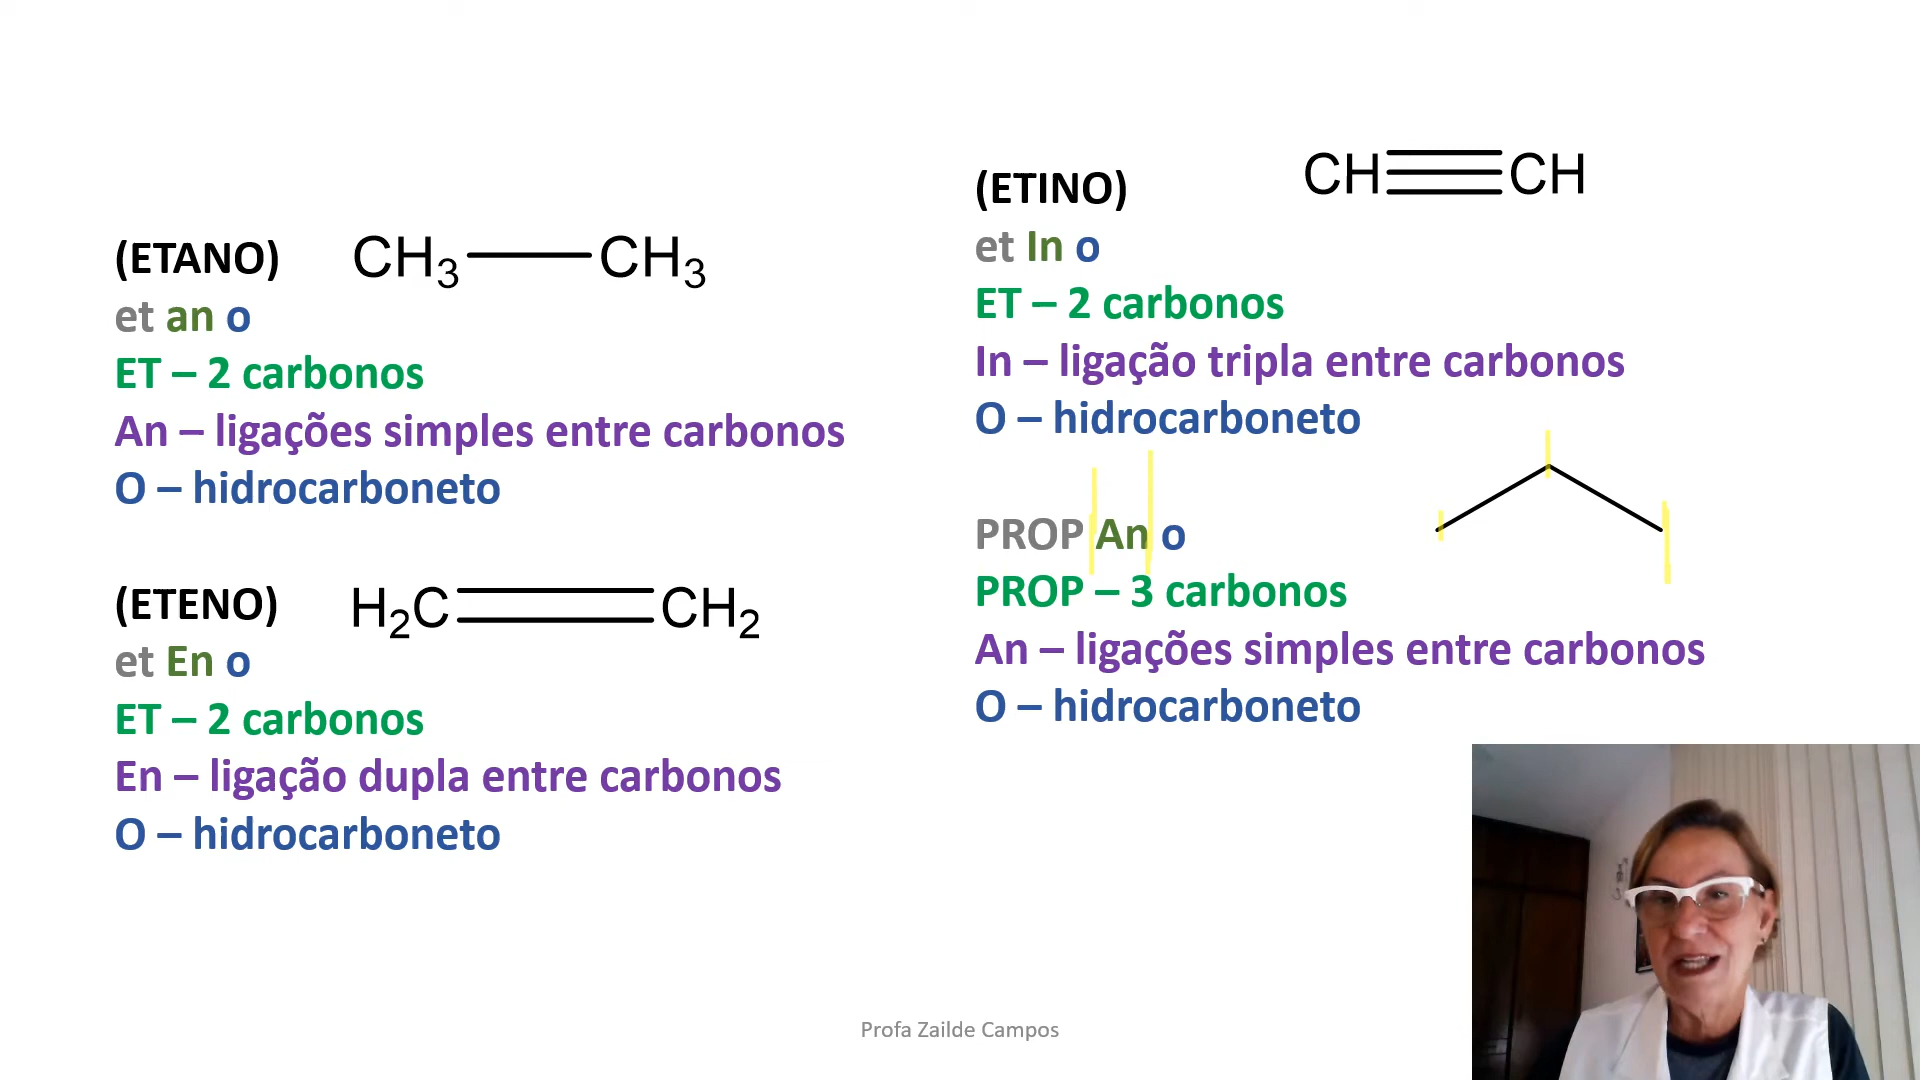 (ETANO) CH3 CH3
et an o
ET – 2 carbonos
An – ligações simples entre carbonos
O – hidrocarboneto
(ETENO) H2C CH2
et En o
ET – 2 carbonos
En – ligação dupla entre carbonos
O – hidrocarboneto
(ETINO) CH CH
et In o
ET – 2 carbonos
In – ligação tripla entre carbonos
O – hidrocarboneto
PROP An o
PROP – 3 carbonos
An – ligações simples entre carbonos
O – hidrocarboneto
Profa Zailde Campos